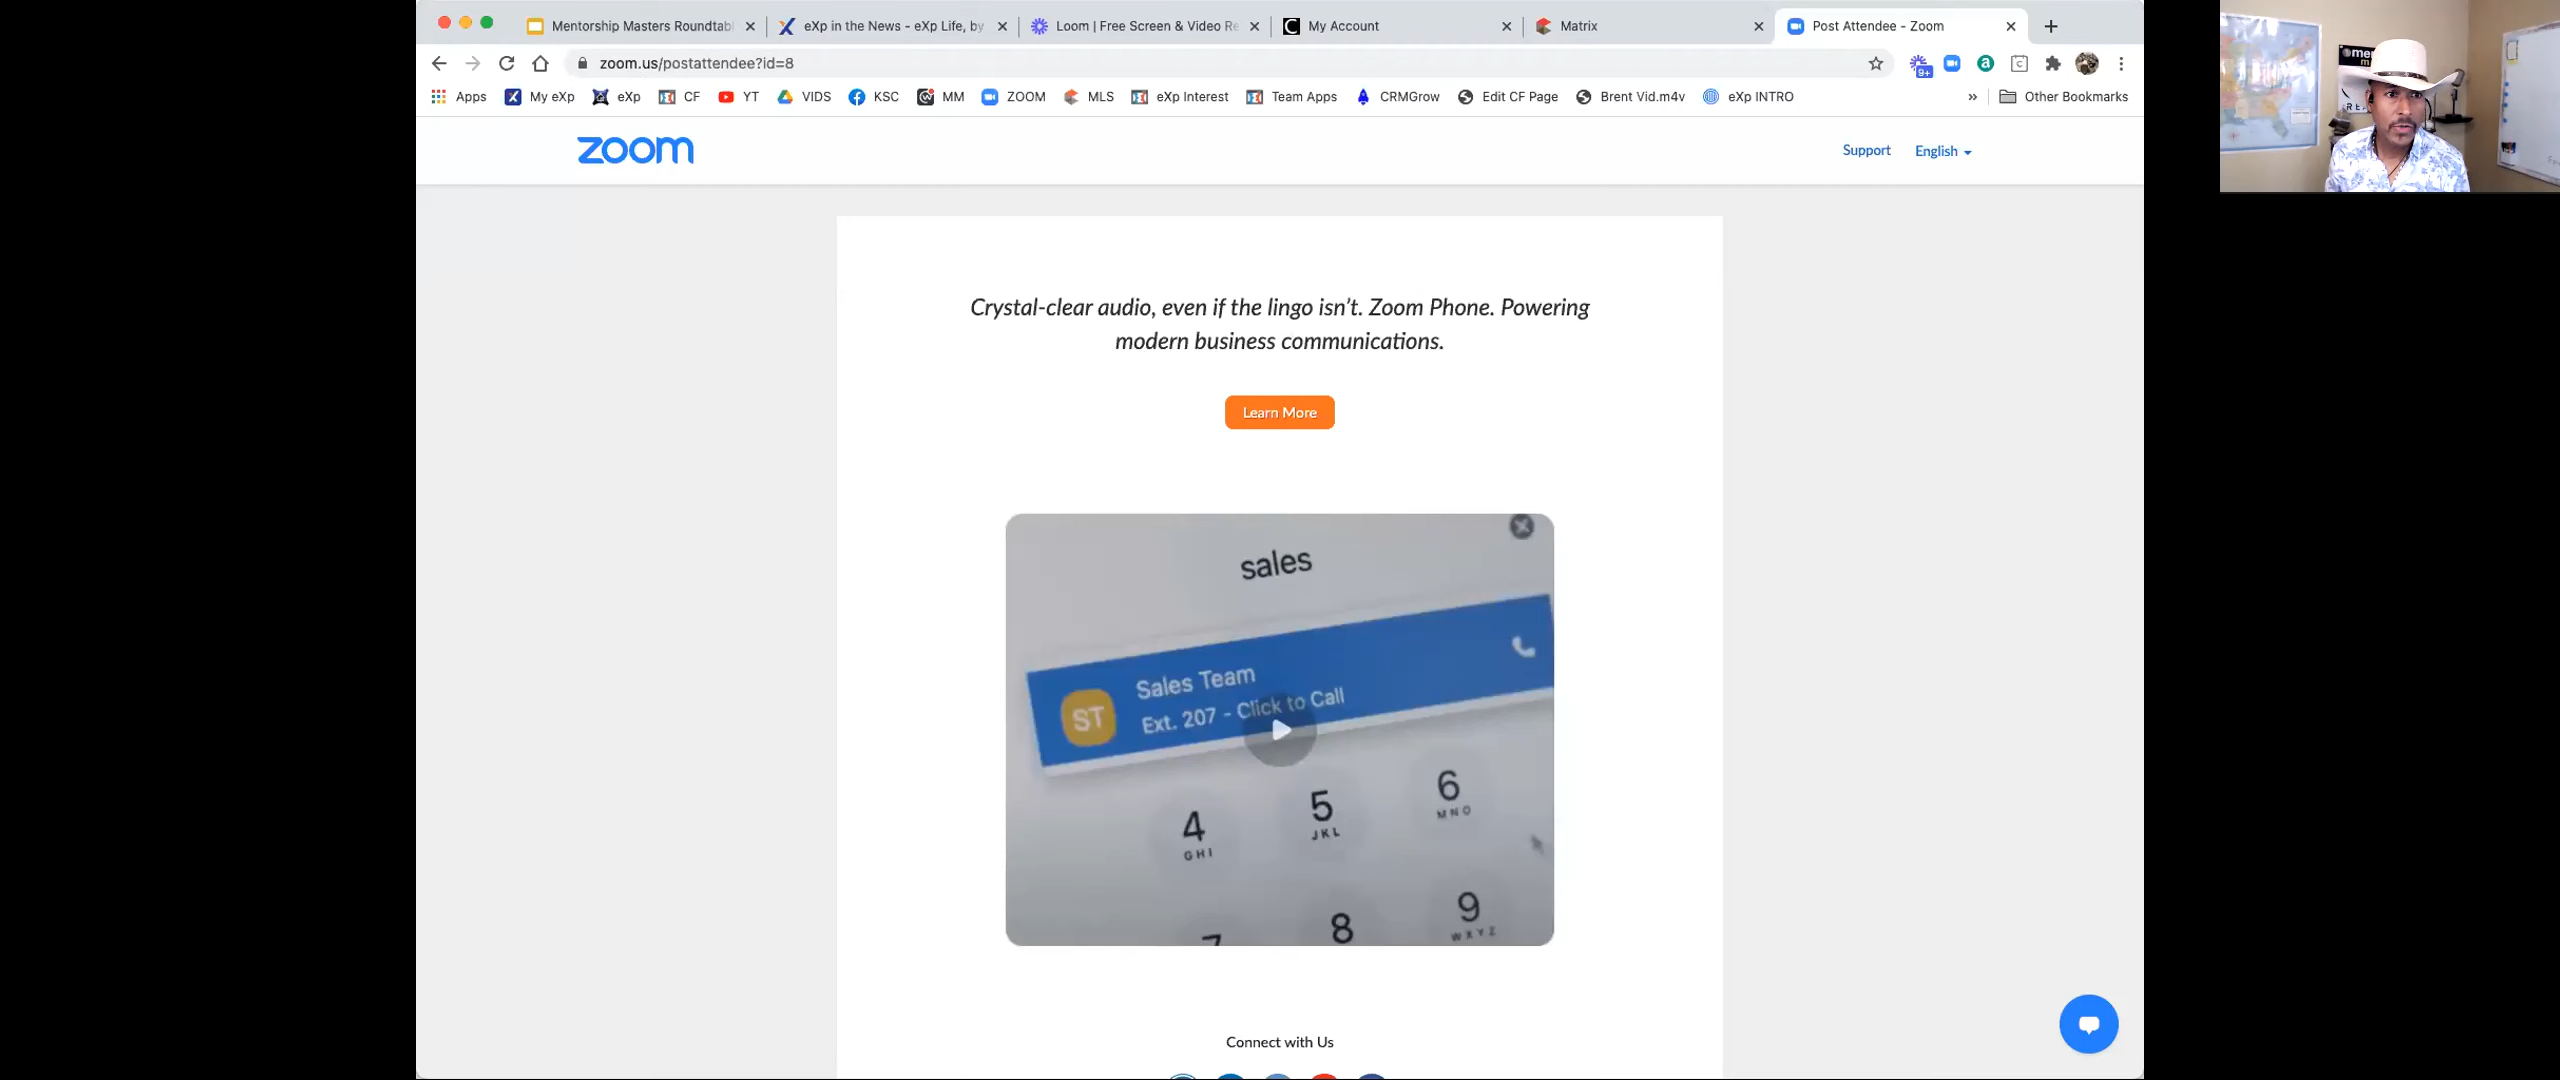 Mentorship Masters Roundtabl
eXp in the News - eXp Life, by
Loom | Free Screen & Video Re
My Account
Matrix
Post Attendee - Zoom
zoom.us/postattendee?id=8
9+
Apps
My eXp
eXp
CF
YT
VIDS
KSC
MM
ZOOM
MLS
eXp Interest
Team Apps
CRMGrow
Edit CF Page
Brent Vid.m4v
eXp INTRO
»
Other Bookmarks
zoom
Support
English
Crystal-clear audio, even if the lingo isn't. Zoom Phone. Powering
modern business communications.
Learn More
sales
ST
Sales Team
Ext. 207 - Click to Call
4
GHI
5
JKL
6
MNO
7
8
9
WXYZ
Connect with Us